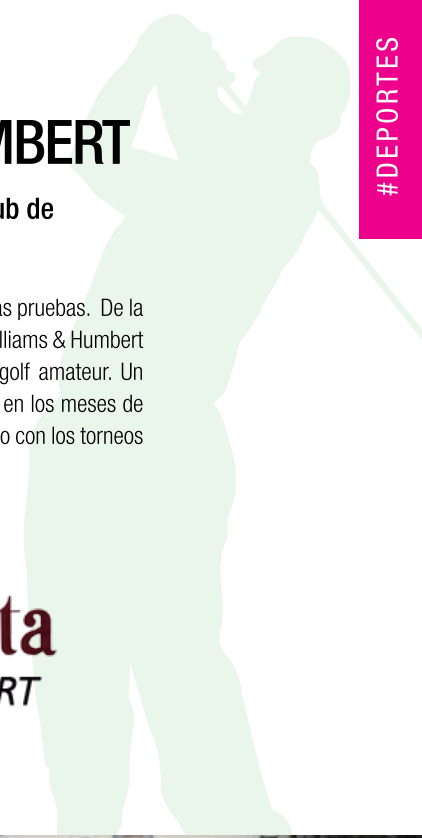 #DEPORTES
MBERT
ub de
as pruebas. De la
lliams & Humbert
golf amateur. Un
en los meses de
o con los torneos
ta
RT